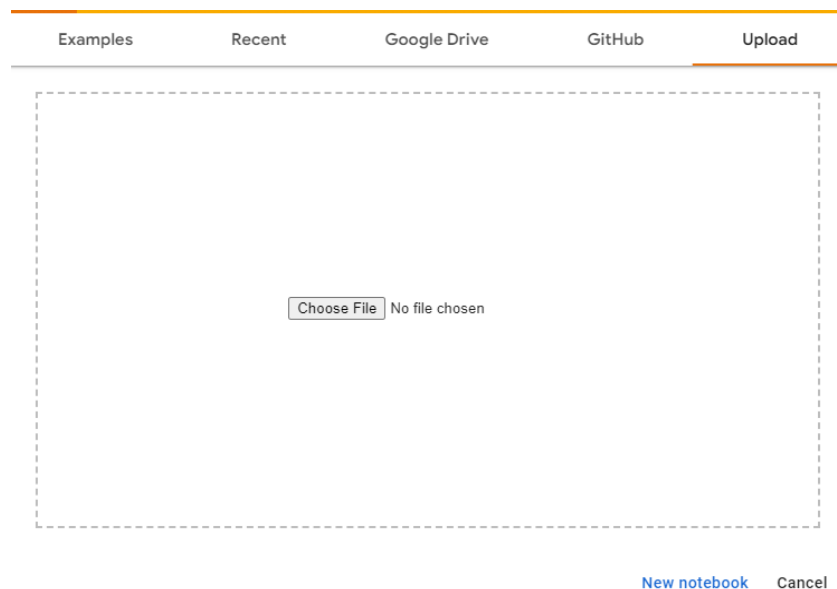 Examples Recent Google Drive GitHub Upload
Choose File No file chosen
New notebook Cancel